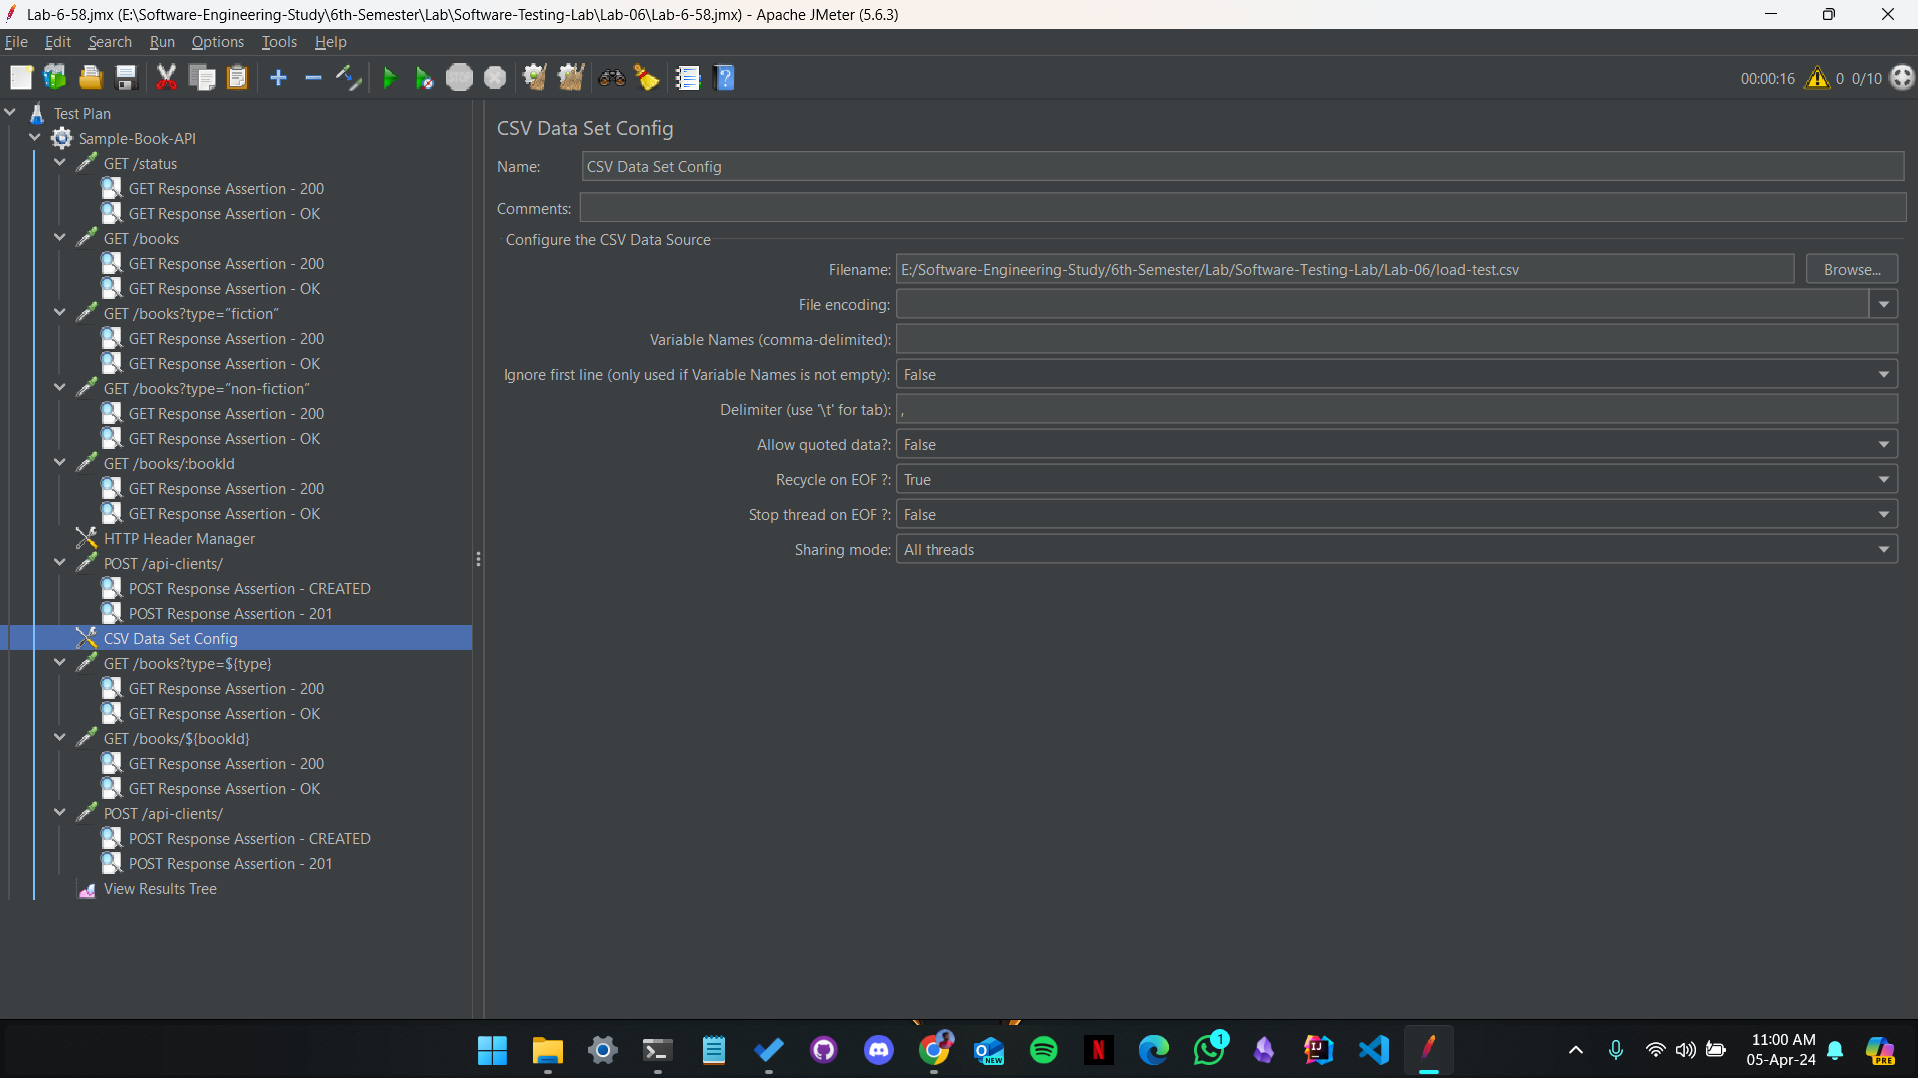 Lab-6-58.jmx (E:\Software-Engineering-Study\6th-Semester\Lab\Software-Testing-Lab\Lab-06\Lab-6-58.jmx) - Apache JMeter (5.6.3)
File Edit Search Run Options Tools Help
STOP
00:00:16 0 0/10
Test Plan
Sample-Book-API
GET /status
GET Response Assertion - 200
GET Response Assertion - OK
GET /books
GET Response Assertion - 200
GET Response Assertion - OK
GET /books?type="fiction"
GET Response Assertion - 200
GET Response Assertion - OK
GET /books?type="non-fiction"
GET Response Assertion - 200
GET Response Assertion - OK
GET /books/:bookId
GET Response Assertion - 200
GET Response Assertion - OK
HTTP Header Manager
POST /api-clients/
POST Response Assertion - CREATED
POST Response Assertion - 201
CSV Data Set Config
GET /books?type=${type}
GET Response Assertion - 200
GET Response Assertion - OK
GET /books/${bookId}
GET Response Assertion - 200
GET Response Assertion - OK
POST /api-clients/
POST Response Assertion - CREATED
POST Response Assertion - 201
View Results Tree
CSV Data Set Config
Name: CSV Data Set Config
Comments:
Configure the CSV Data Source
Filename: E:/Software-Engineering-Study/6th-Semester/Lab/Software-Testing-Lab/Lab-06/load-test.csv Browse...
File encoding:
Variable Names (comma-delimited):
Ignore first line (only used if Variable Names is not empty): False
Delimiter (use '\t' for tab): ,
Allow quoted data?: False
Recycle on EOF ?: True
Stop thread on EOF ?: False
Sharing mode: All threads
NEW
N
1
IJ
11:00 AM
05-Apr-24
PRE